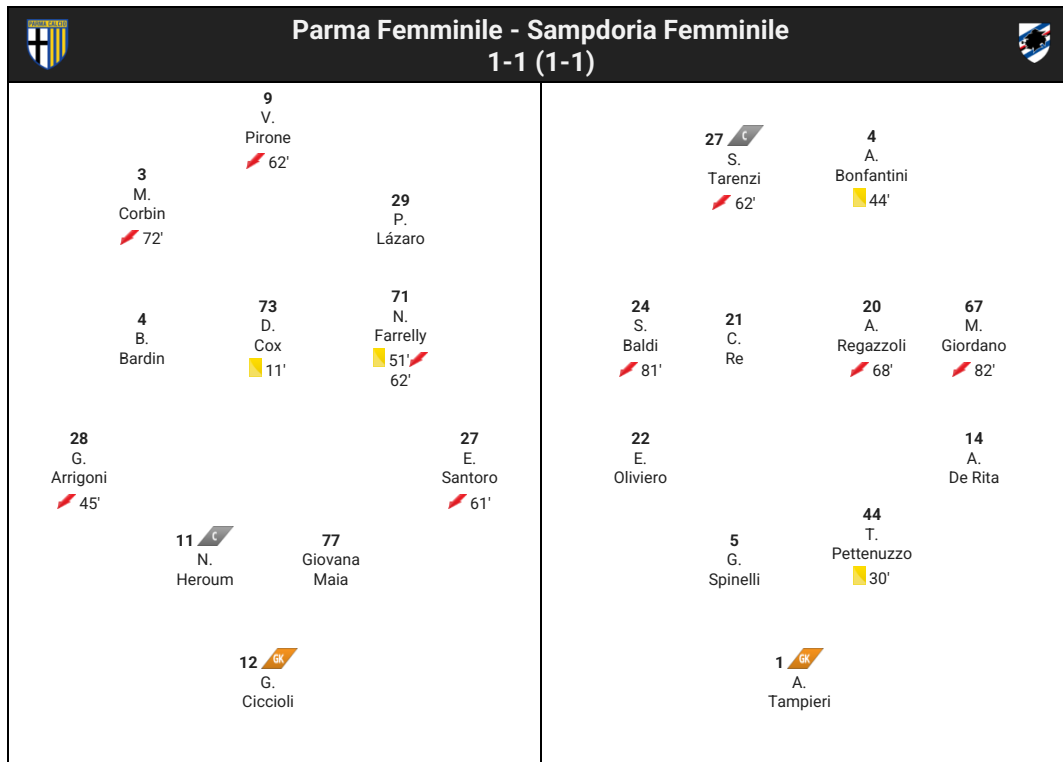 Parma Femminile - Sampdoria Femminile
1-1 (1-1)
PARMA CALCIO
9
V.
Pirone
62'
3
M.
Corbin
72'
29
P.
Lázaro
4
B.
Bardin
73
D.
Cox
11'
71
N.
Farrelly
51'
62'
28
G.
Arrigoni
45'
27
E.
Santoro
61'
11 C
N.
Heroum
77
Giovana
Maia
12 GK
G.
Ciccioli
27 C
S.
Tarenzi
62'
4
A.
Bonfantini
44'
24
S.
Baldi
81'
21
C.
Re
20
A.
Regazzoli
68'
67
M.
Giordano
82'
22
E.
Oliviero
14
A.
De Rita
5
G.
Spinelli
44
T.
Pettenuzzo
30'
1 GK
A.
Tampieri